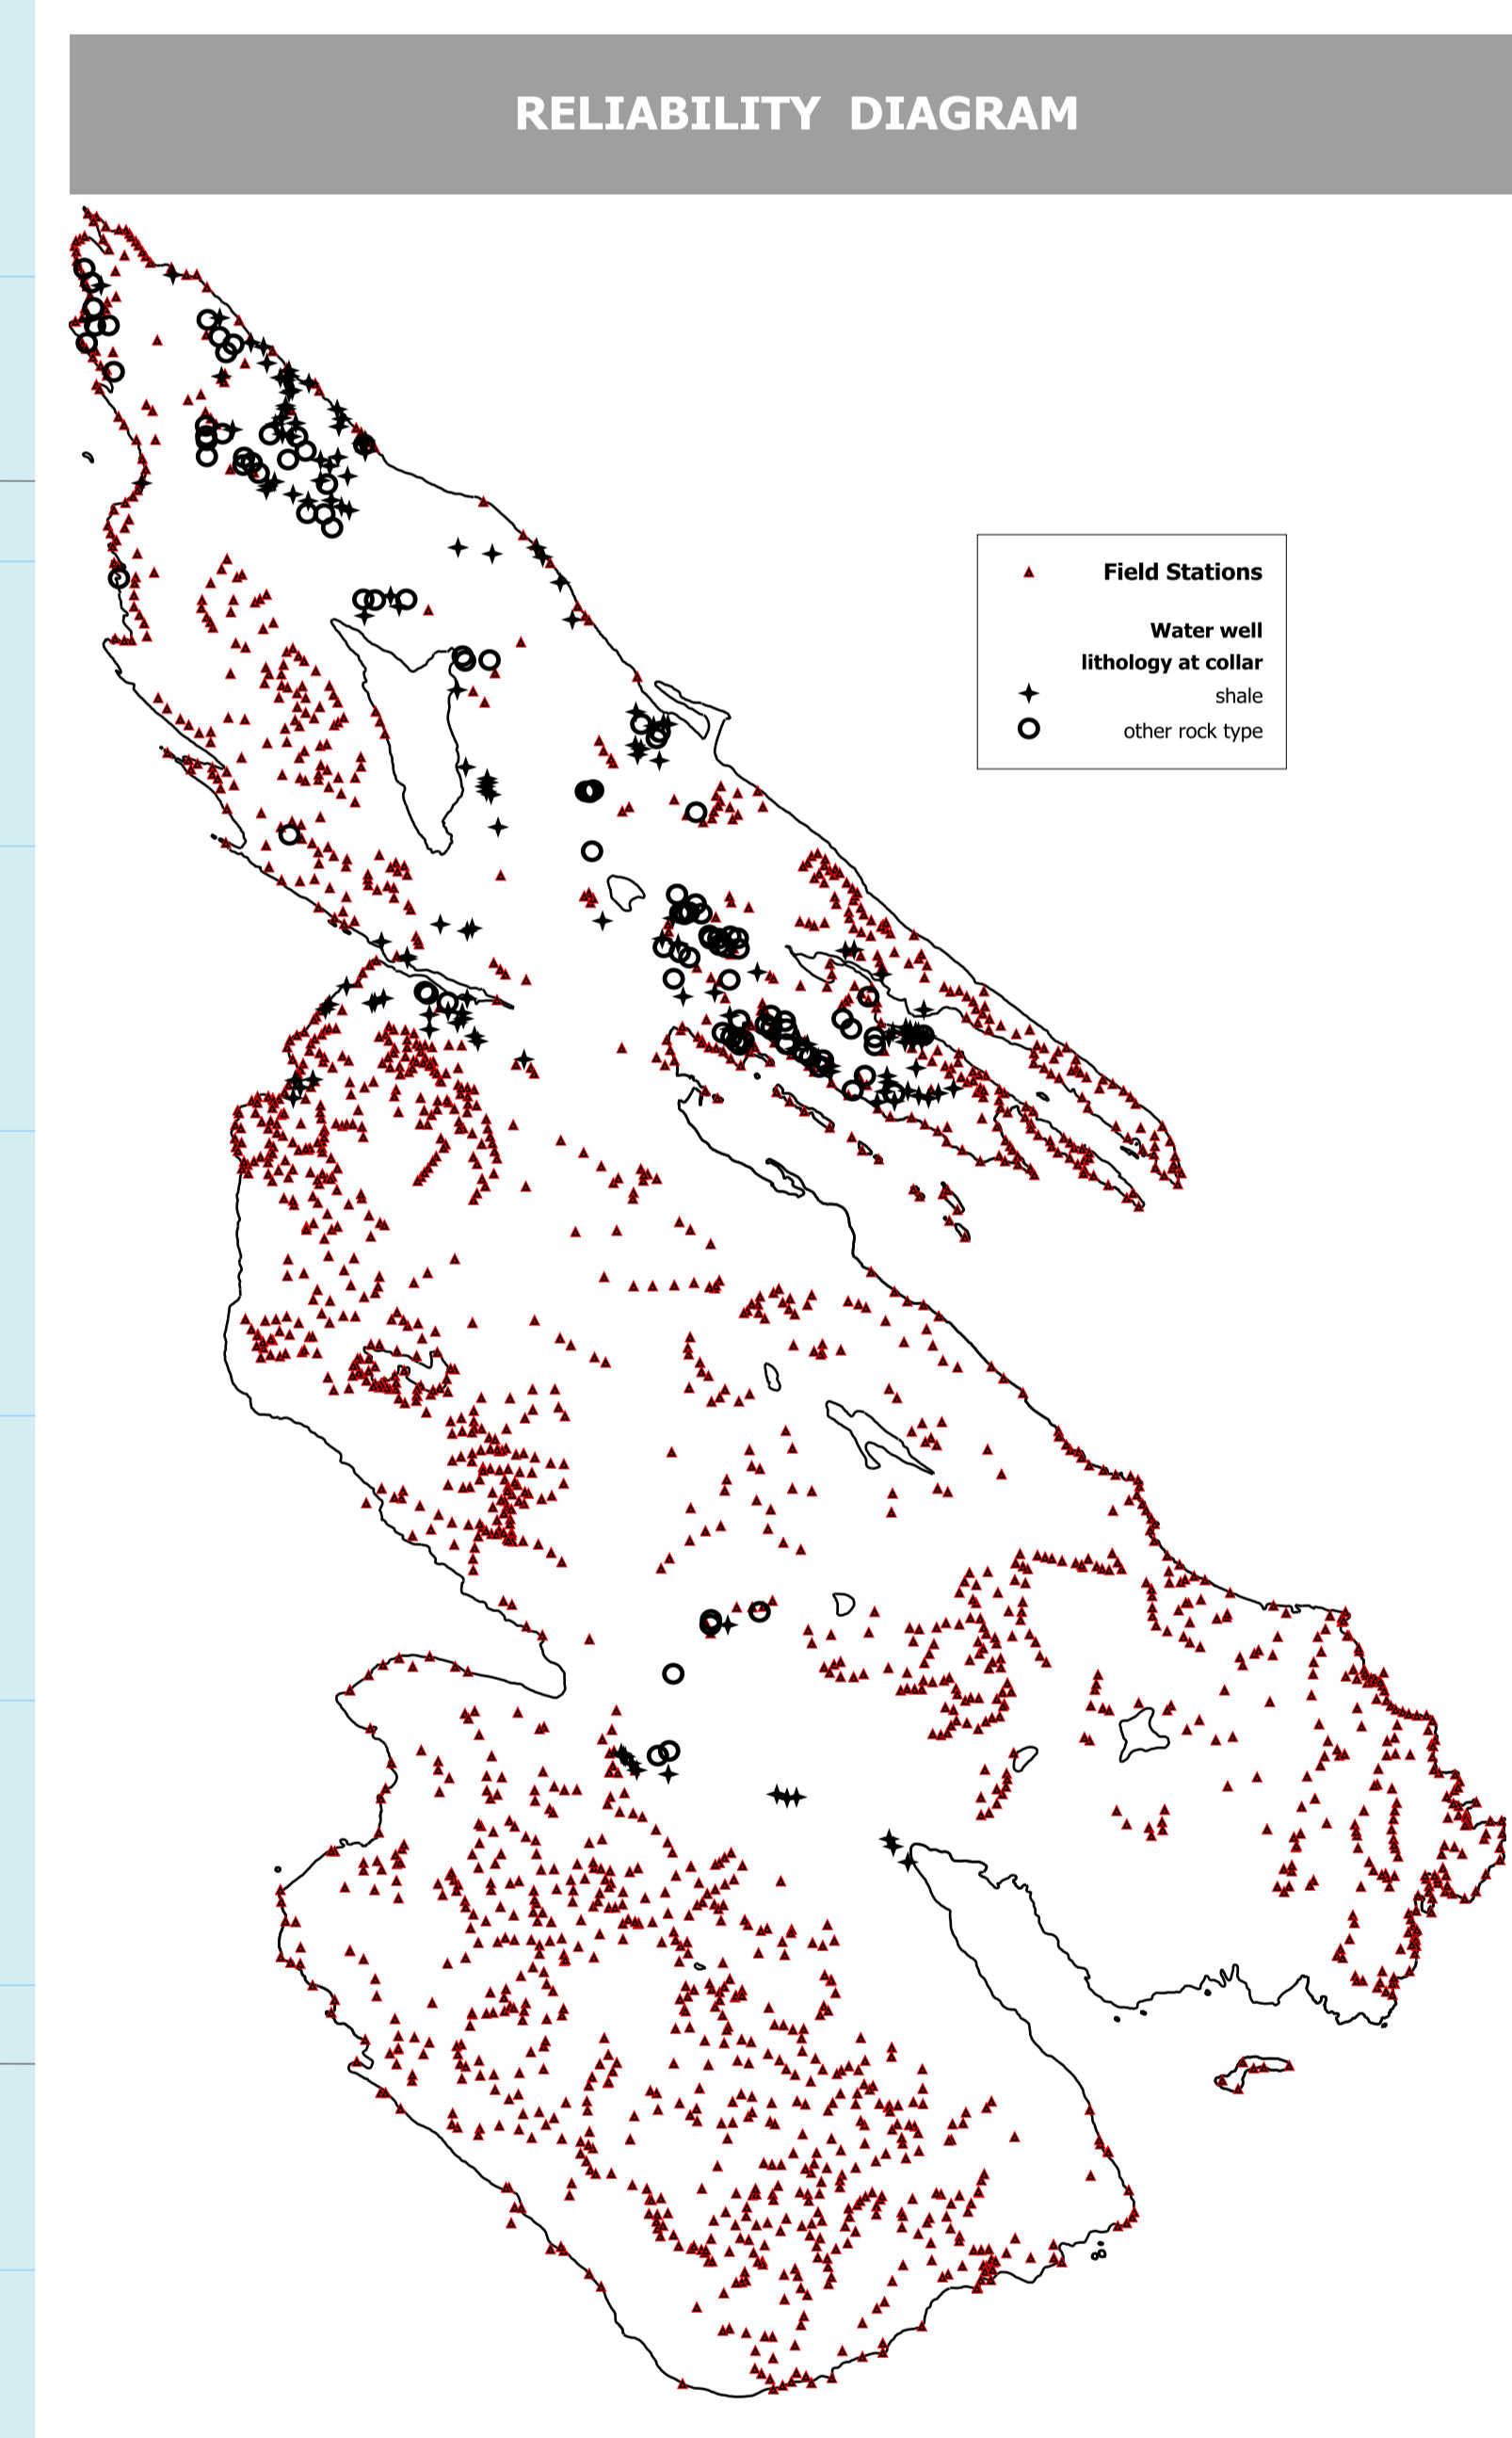 RELIABILITY DIAGRAM
Field Stations
Water well
lithology at collar
shale
other rock type